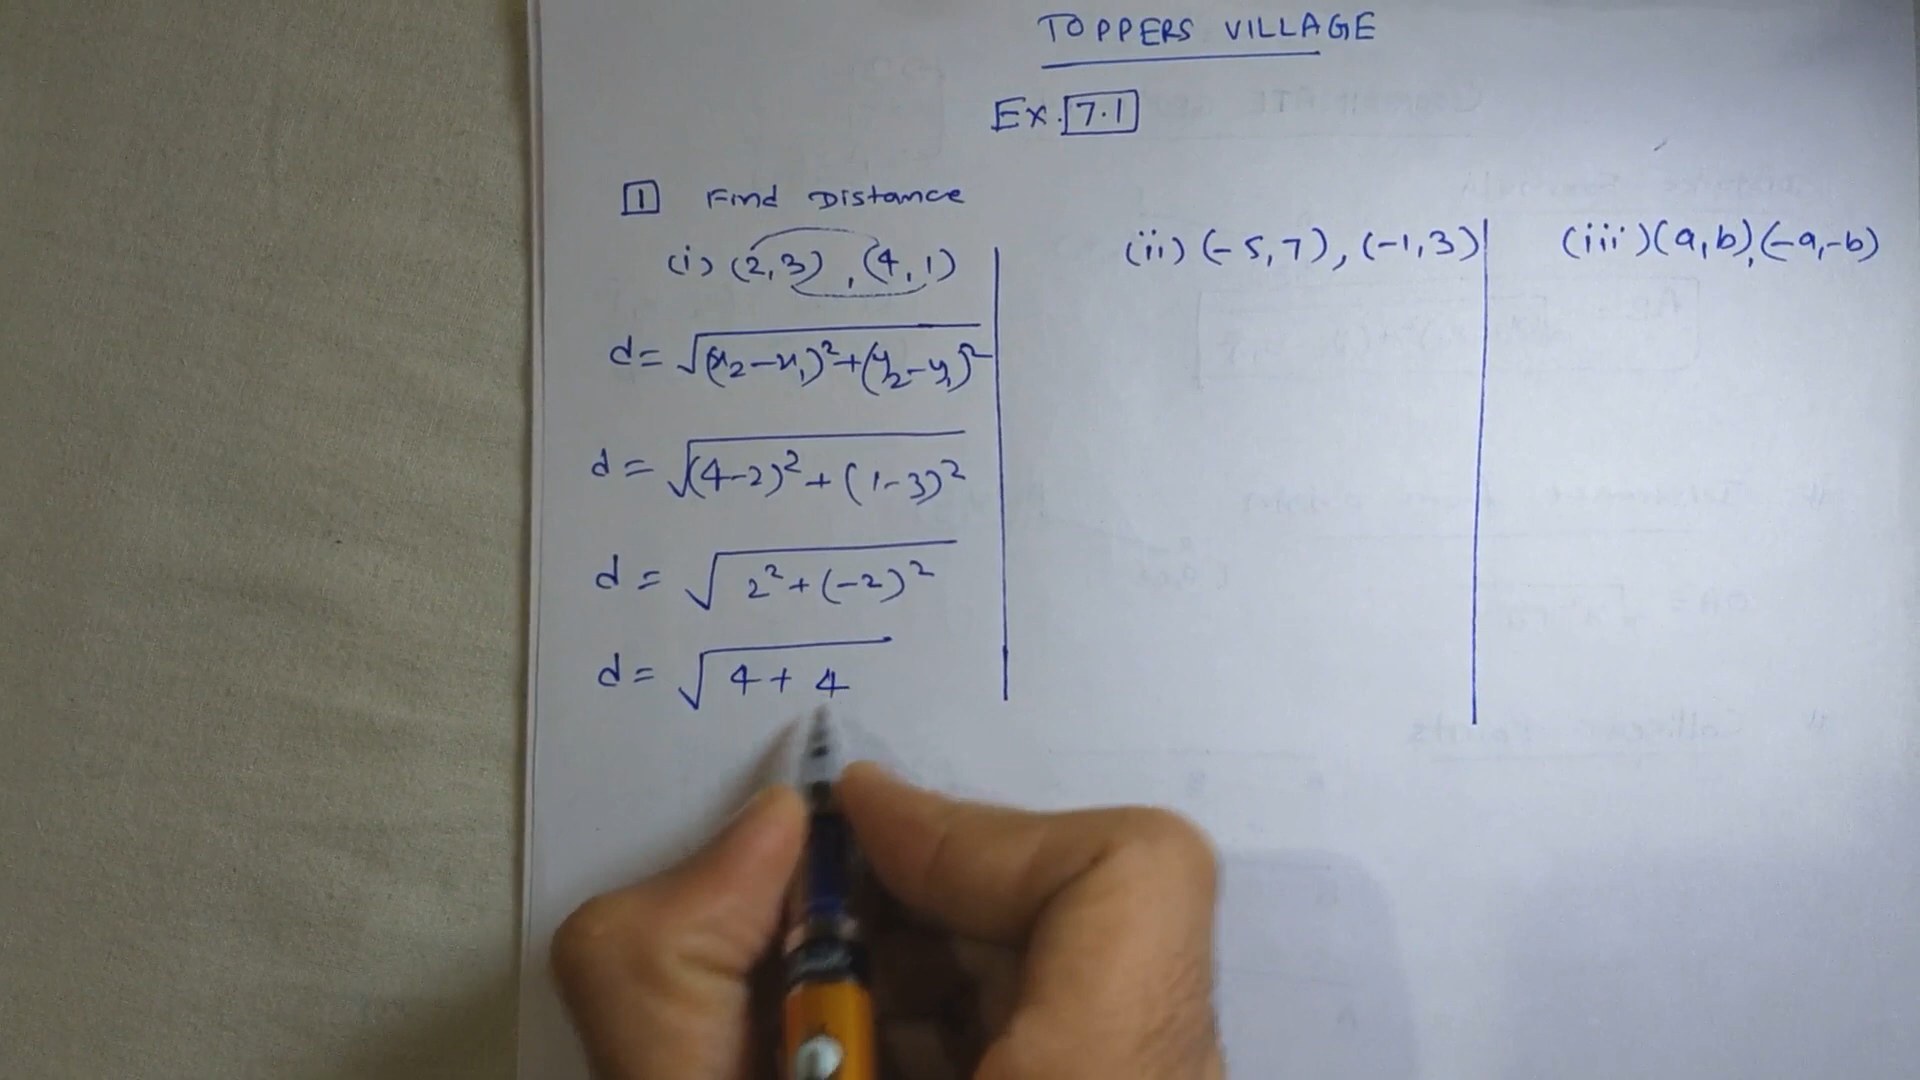 TOPPERS VILLAGE
Ex. 7.1
1 Find Distance
(i) (2,3), (4,1)
d = √(x₂-x₁)²+(y₂-y₁)²
d = √(4-2)²+(1-3)²
d = √2²+(-2)²
d = √4+4
(ii) (-5,7), (-1,3)
(iii) (a,b), (-a,-b)